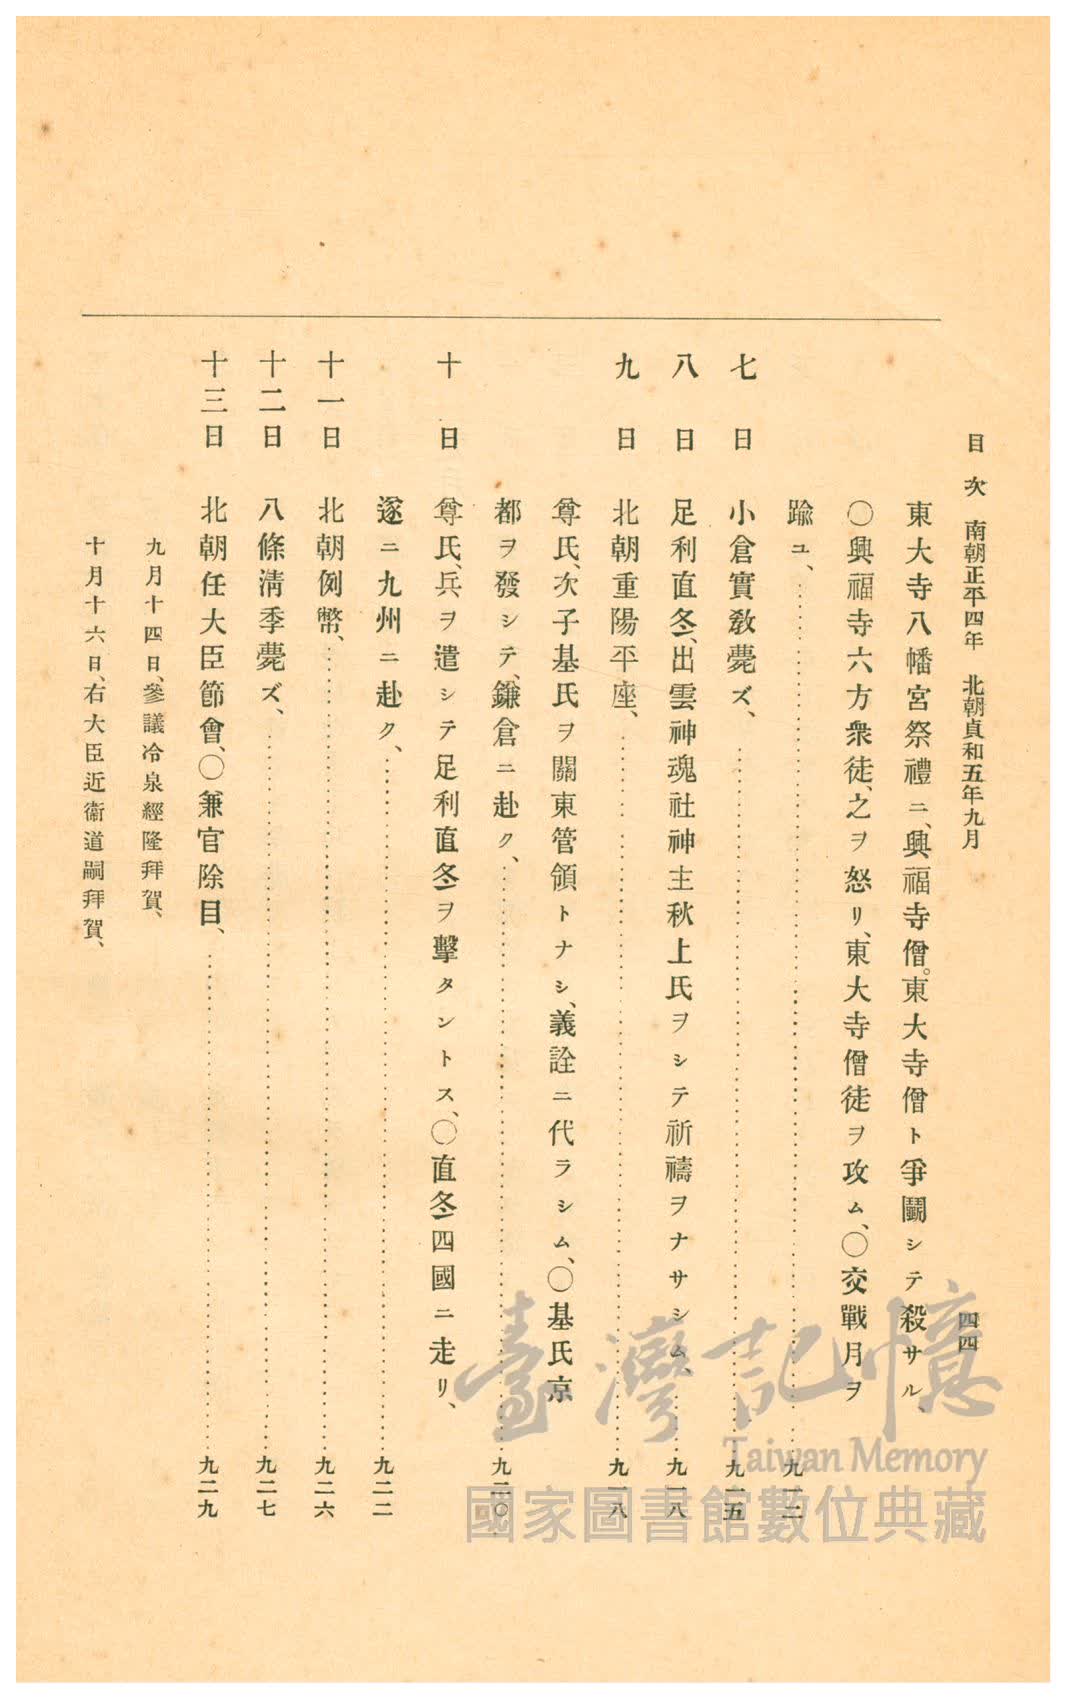 目次　南朝正平四年　北朝貞和五年九月　四四
東大寺八幡宮祭禮ニ、興福寺僧。東大寺僧ト爭鬪シテ殺サル、
〇興福寺六方衆徒、之ヲ怒リ、東大寺僧徒ヲ攻ム、〇交戰月ヲ
踰ユ、……九一二
七日　小倉實敎薨ズ、……九一五
八日　足利直冬、出雲神魂社神主秋上氏ヲシテ祈禱ヲナサシム、……九一八
九日　北朝重陽平座、……九一八
尊氏、次子基氏ヲ關東管領トナシ、義詮ニ代ラシム、〇基氏京
都ヲ發シテ、鎌倉ニ赴ク、……九二〇
十日　尊氏、兵ヲ遣シテ足利直冬ヲ擊タントス、〇直冬四國ニ走リ、
遂ニ九州ニ赴ク、……九二二
十一日　北朝例幣、……九二六
十二日　八條淸季薨ズ、……九二七
十三日　北朝任大臣節會、〇兼官除目、……九二九
九月十四日、參議冷泉經隆拜賀、
十月十六日、右大臣近衞道嗣拜賀、
臺灣記憶
Taiwan Memory
國家圖書館數位典藏